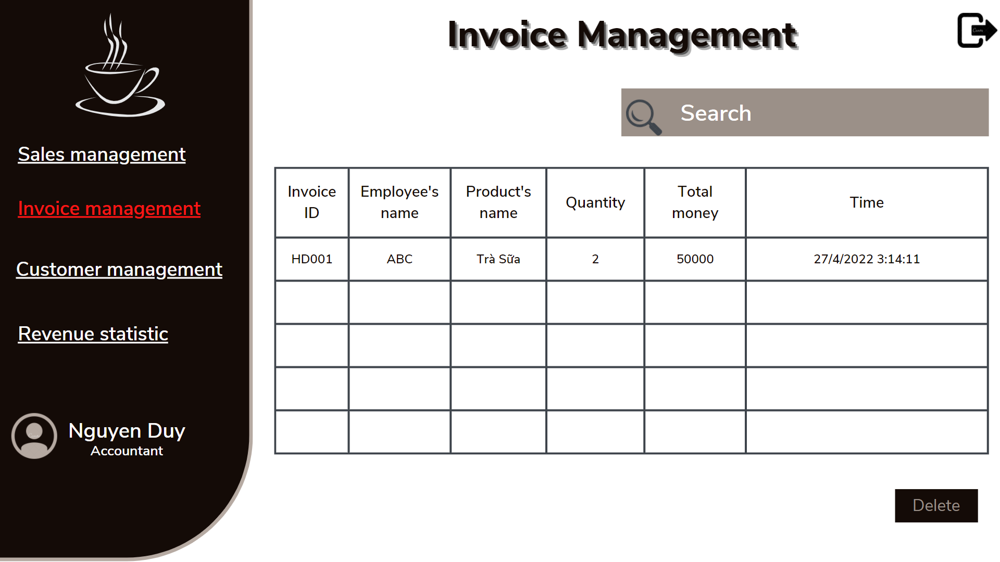 Invoice Management
Search
Sales management
Invoice management
Customer management
Revenue statistic
Nguyen Duy
Accountant
Invoice ID
Employee's name
Product's name
Quantity
Total money
Time
HD001
ABC
Trà Sữa
2
50000
27/4/2022 3:14:11
Delete